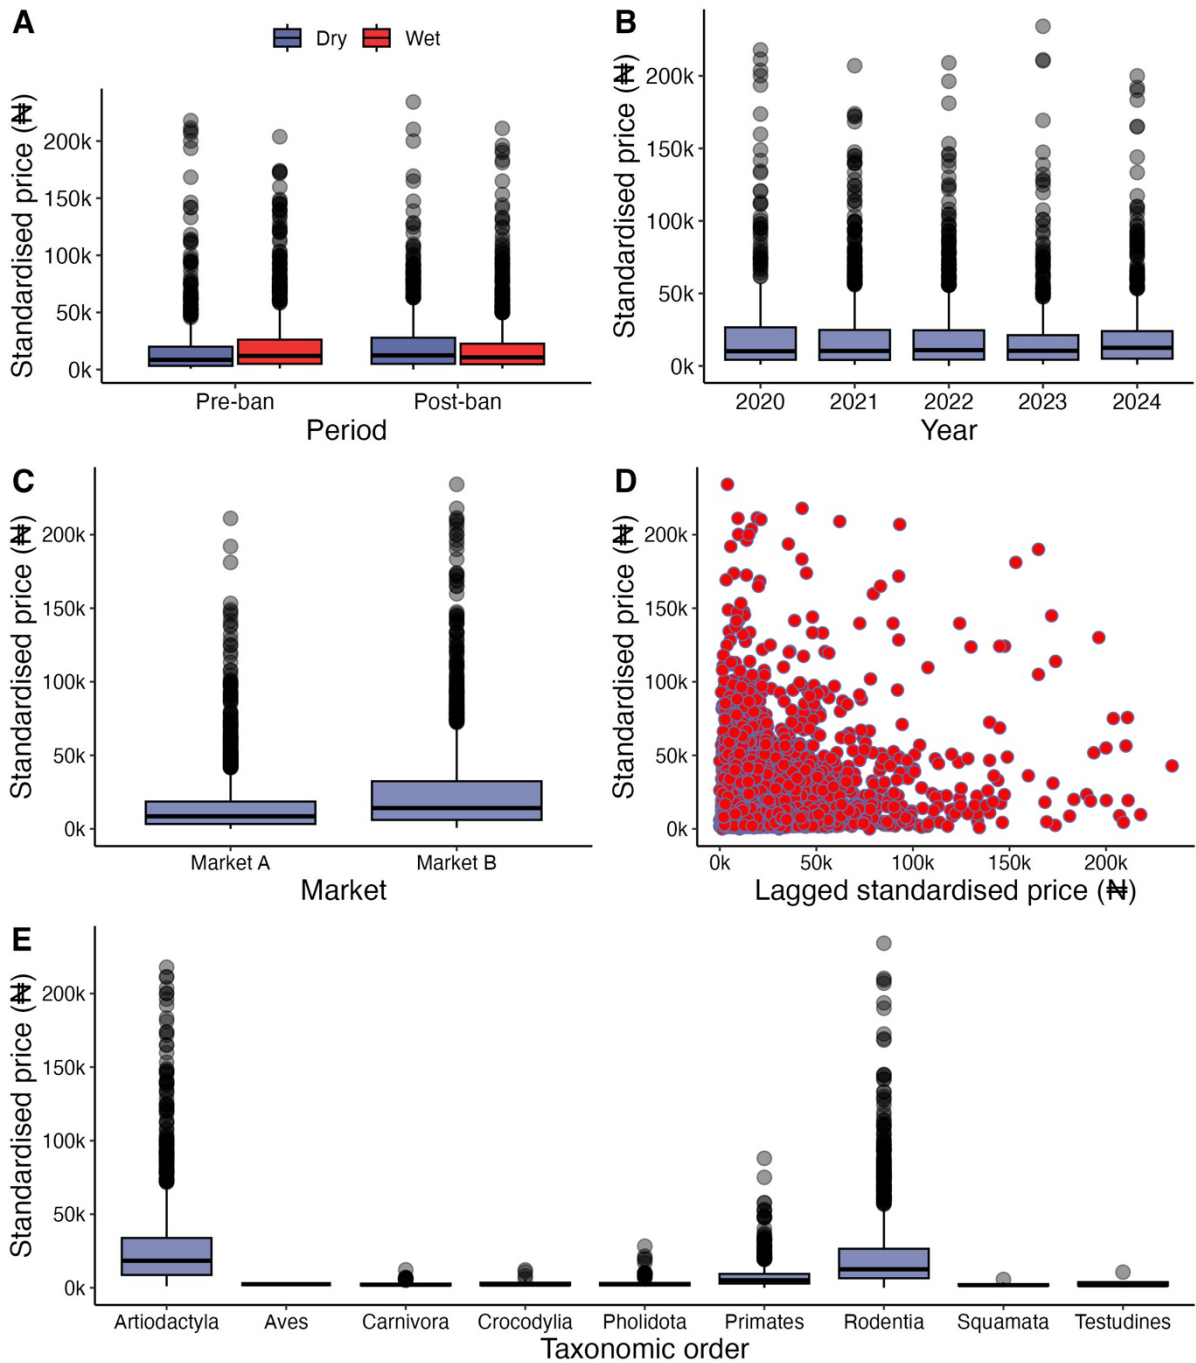 A
Dry Wet
Standardised price (₦)
200k
150k
100k
50k
0k
Pre-ban Post-ban
Period
B
Standardised price (₦)
200k
150k
100k
50k
0k
2020 2021 2022 2023 2024
Year
C
Standardised price (₦)
200k
150k
100k
50k
0k
Market A Market B
Market
D
Standardised price (₦)
200k
150k
100k
50k
0k
0k 50k 100k 150k 200k
Lagged standardised price (₦)
E
Standardised price (₦)
200k
150k
100k
50k
0k
Artiodactyla Aves Carnivora Crocodylia Pholidota Primates Rodentia Squamata Testudines
Taxonomic order